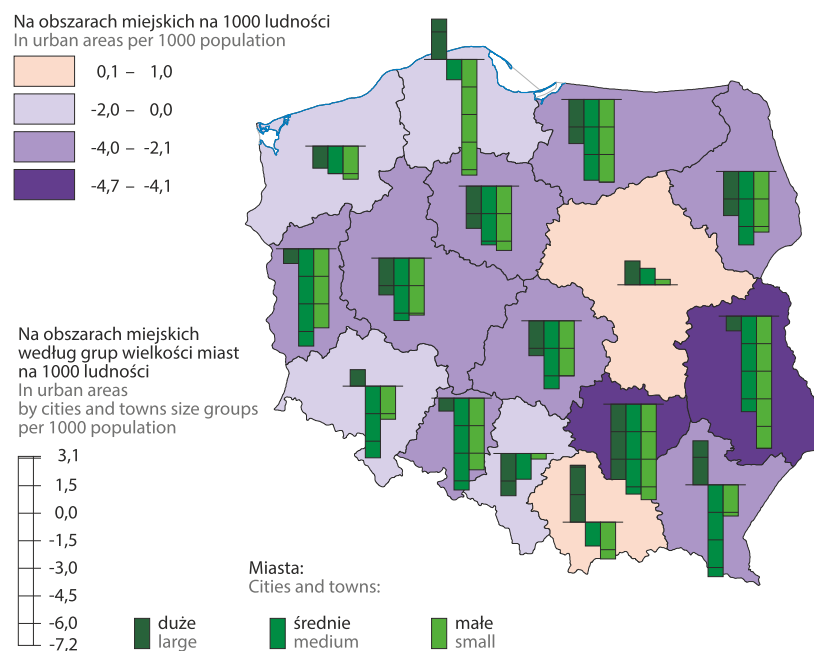 Na obszarach miejskich na 1000 ludności
In urban areas per 1000 population
0,1 – 1,0
-2,0 – 0,0
-4,0 – -2,1
-4,7 – -4,1
Na obszarach miejskich
według grup wielkości miast
na 1000 ludności
In urban areas
by cities and towns size groups
per 1000 population
3,1
1,5
0,0
-1,5
-3,0
-4,5
-6,0
-7,2
Miasta:
Cities and towns:
duże
large
średnie
medium
małe
small